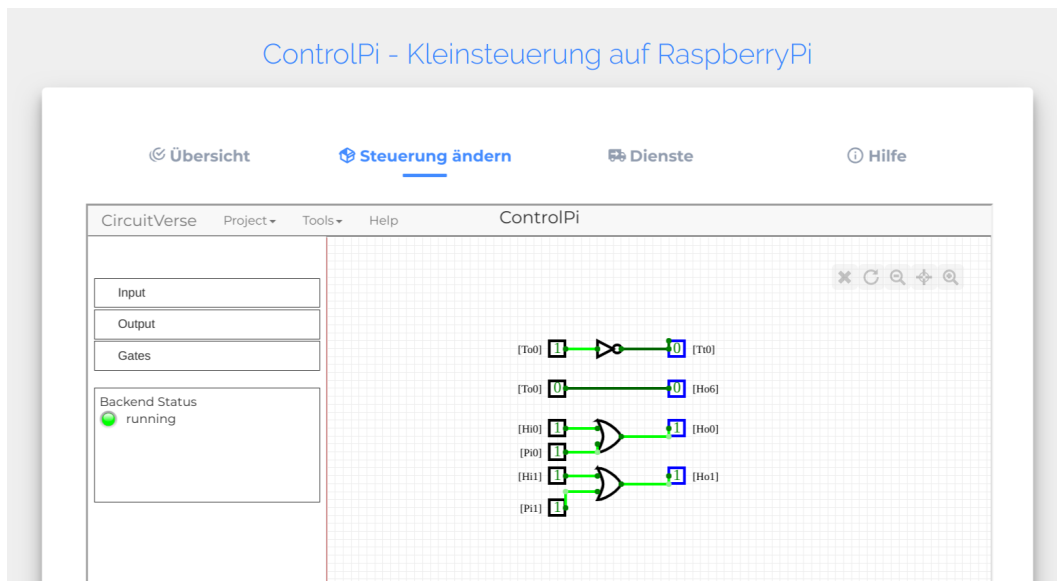 ControlPi - Kleinsteuerung auf RaspberryPi
Übersicht Steuerung ändern Dienste Hilfe
CircuitVerse Project Tools Help ControlPi
Input
Output
Gates
Backend Status
running
[To0] 1 0 [Tt0]
[To0] 0 0 [Ho6]
[Hi0] 1 1 [Ho0]
[Pi0] 1
[Hi1] 1 1 [Ho1]
[Pi1] 1